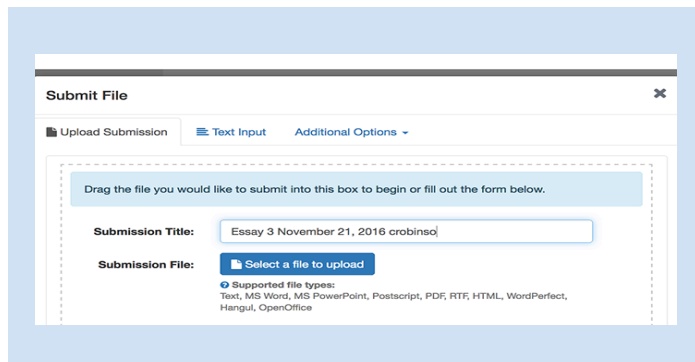 Submit File
Upload Submission Text Input Additional Options
Drag the file you would like to submit into this box to begin or fill out the form below.
Submission Title: Essay 3 November 21, 2016 crobinso
Submission File: Select a file to upload
Supported file types:
Text, MS Word, MS PowerPoint, Postscript, PDF, RTF, HTML, WordPerfect,
Hangul, OpenOffice